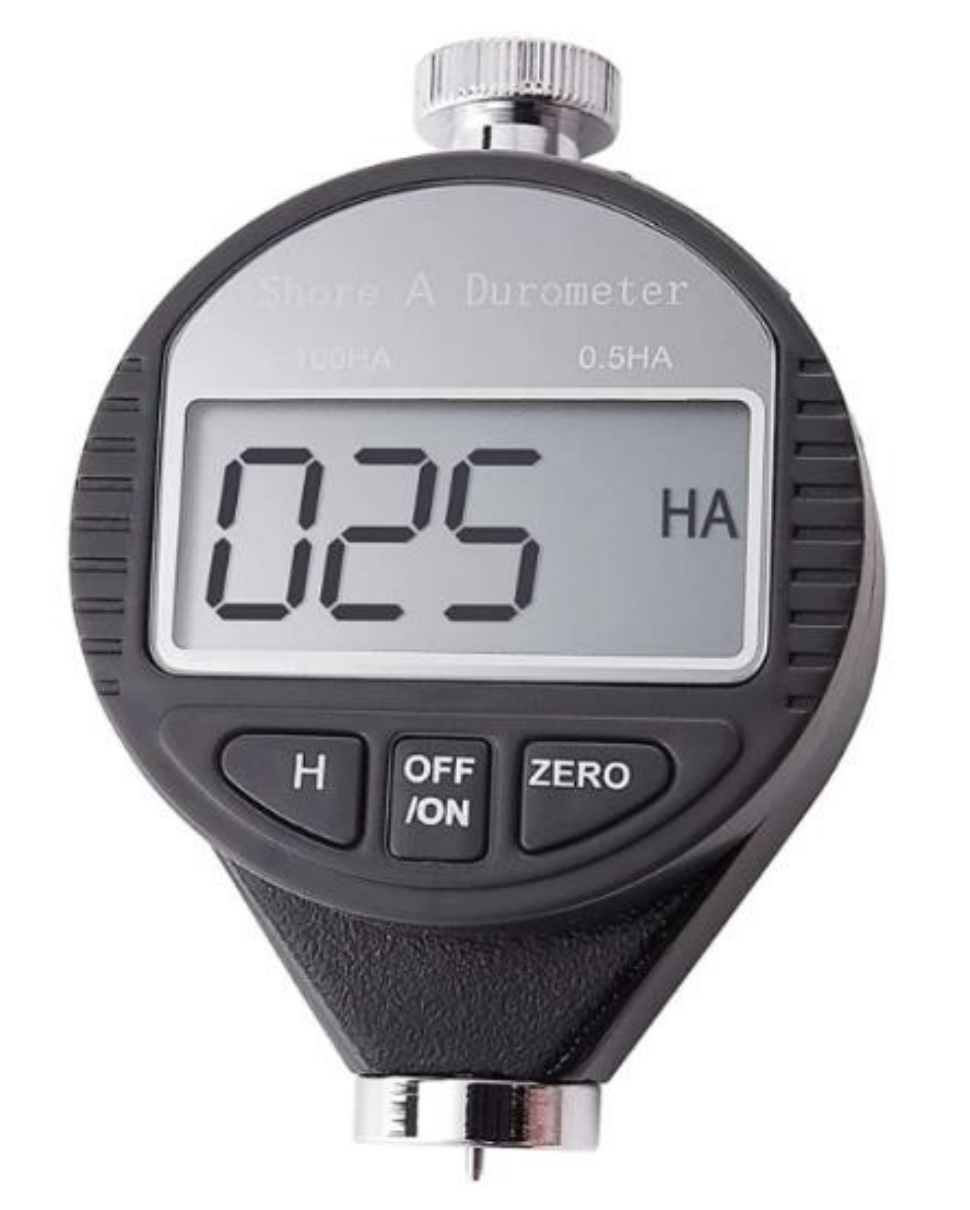 Shore A Durometer
100HA 0.5HA
025 HA
H OFF /ON ZERO